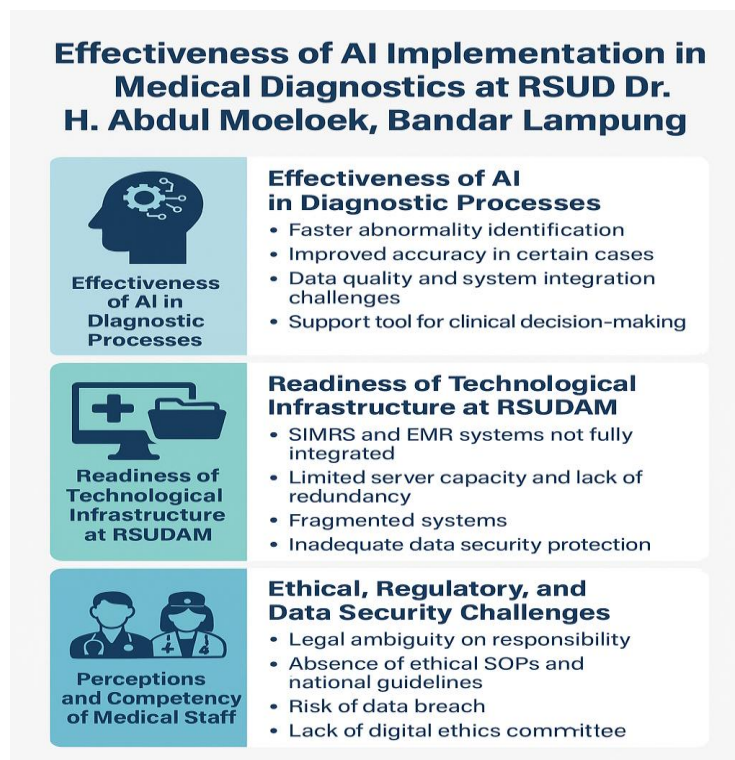 Effectiveness of AI Implementation in
Medical Diagnostics at RSUD Dr.
H. Abdul Moeloek, Bandar Lampung
Effectiveness
of AI in
DIagnostic
Processes
Effectiveness of AI
in Diagnostic Processes
• Faster abnormality identification
• Improved accuracy in certain cases
• Data quality and system integration
challenges
• Support tool for clinical decision-making
Readiness of
Technological
Infrastructure
at RSUDAM
Readiness of Technological
Infrastructure at RSUDAM
• SIMRS and EMR systems not fully
integrated
• Limited server capacity and lack of
redundancy
• Fragmented systems
• Inadequate data security protection
Perceptions
and Competency
of Medical Staff
Ethical, Regulatory, and
Data Security Challenges
• Legal ambiguity on responsibility
• Absence of ethical SOPs and
national guidelines
• Risk of data breach
• Lack of digital ethics committee